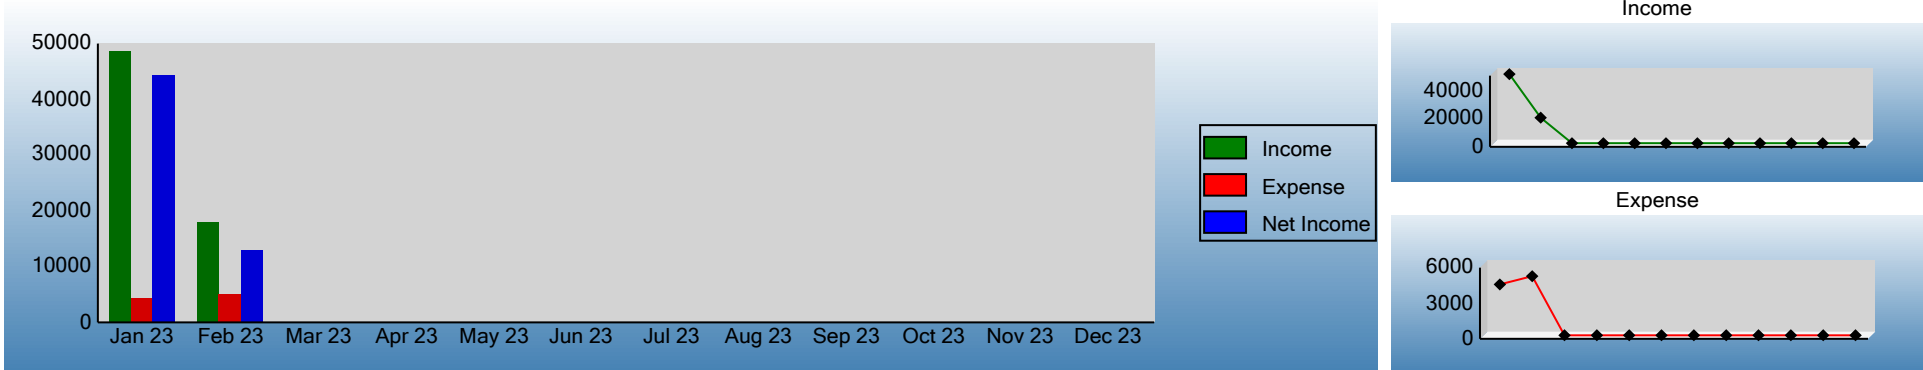 50000
40000
30000
20000
10000
0
Jan 23 Feb 23 Mar 23 Apr 23 May 23 Jun 23 Jul 23 Aug 23 Sep 23 Oct 23 Nov 23 Dec 23
Income
Expense
Net Income
Income
40000
20000
0
Expense
6000
3000
0